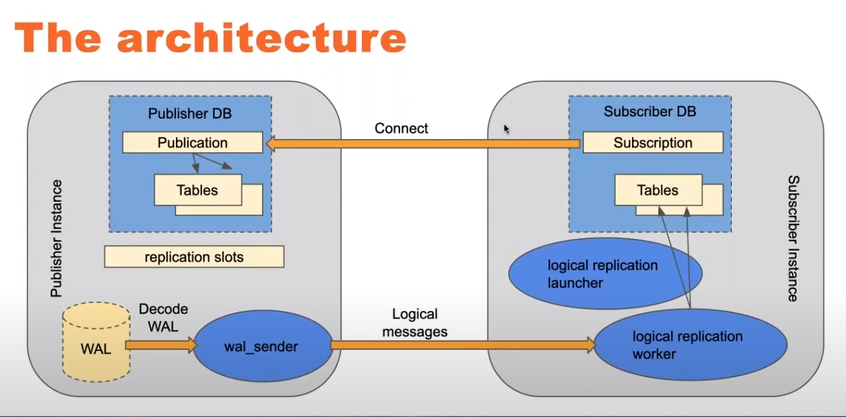 The architecture
Publisher DB
Publication
Tables
Publisher Instance
replication slots
WAL
Decode
WAL
wal_sender
Connect
Logical
messages
Subscriber DB
Subscription
Tables
Subscriber Instance
logical replication
launcher
logical replication
worker